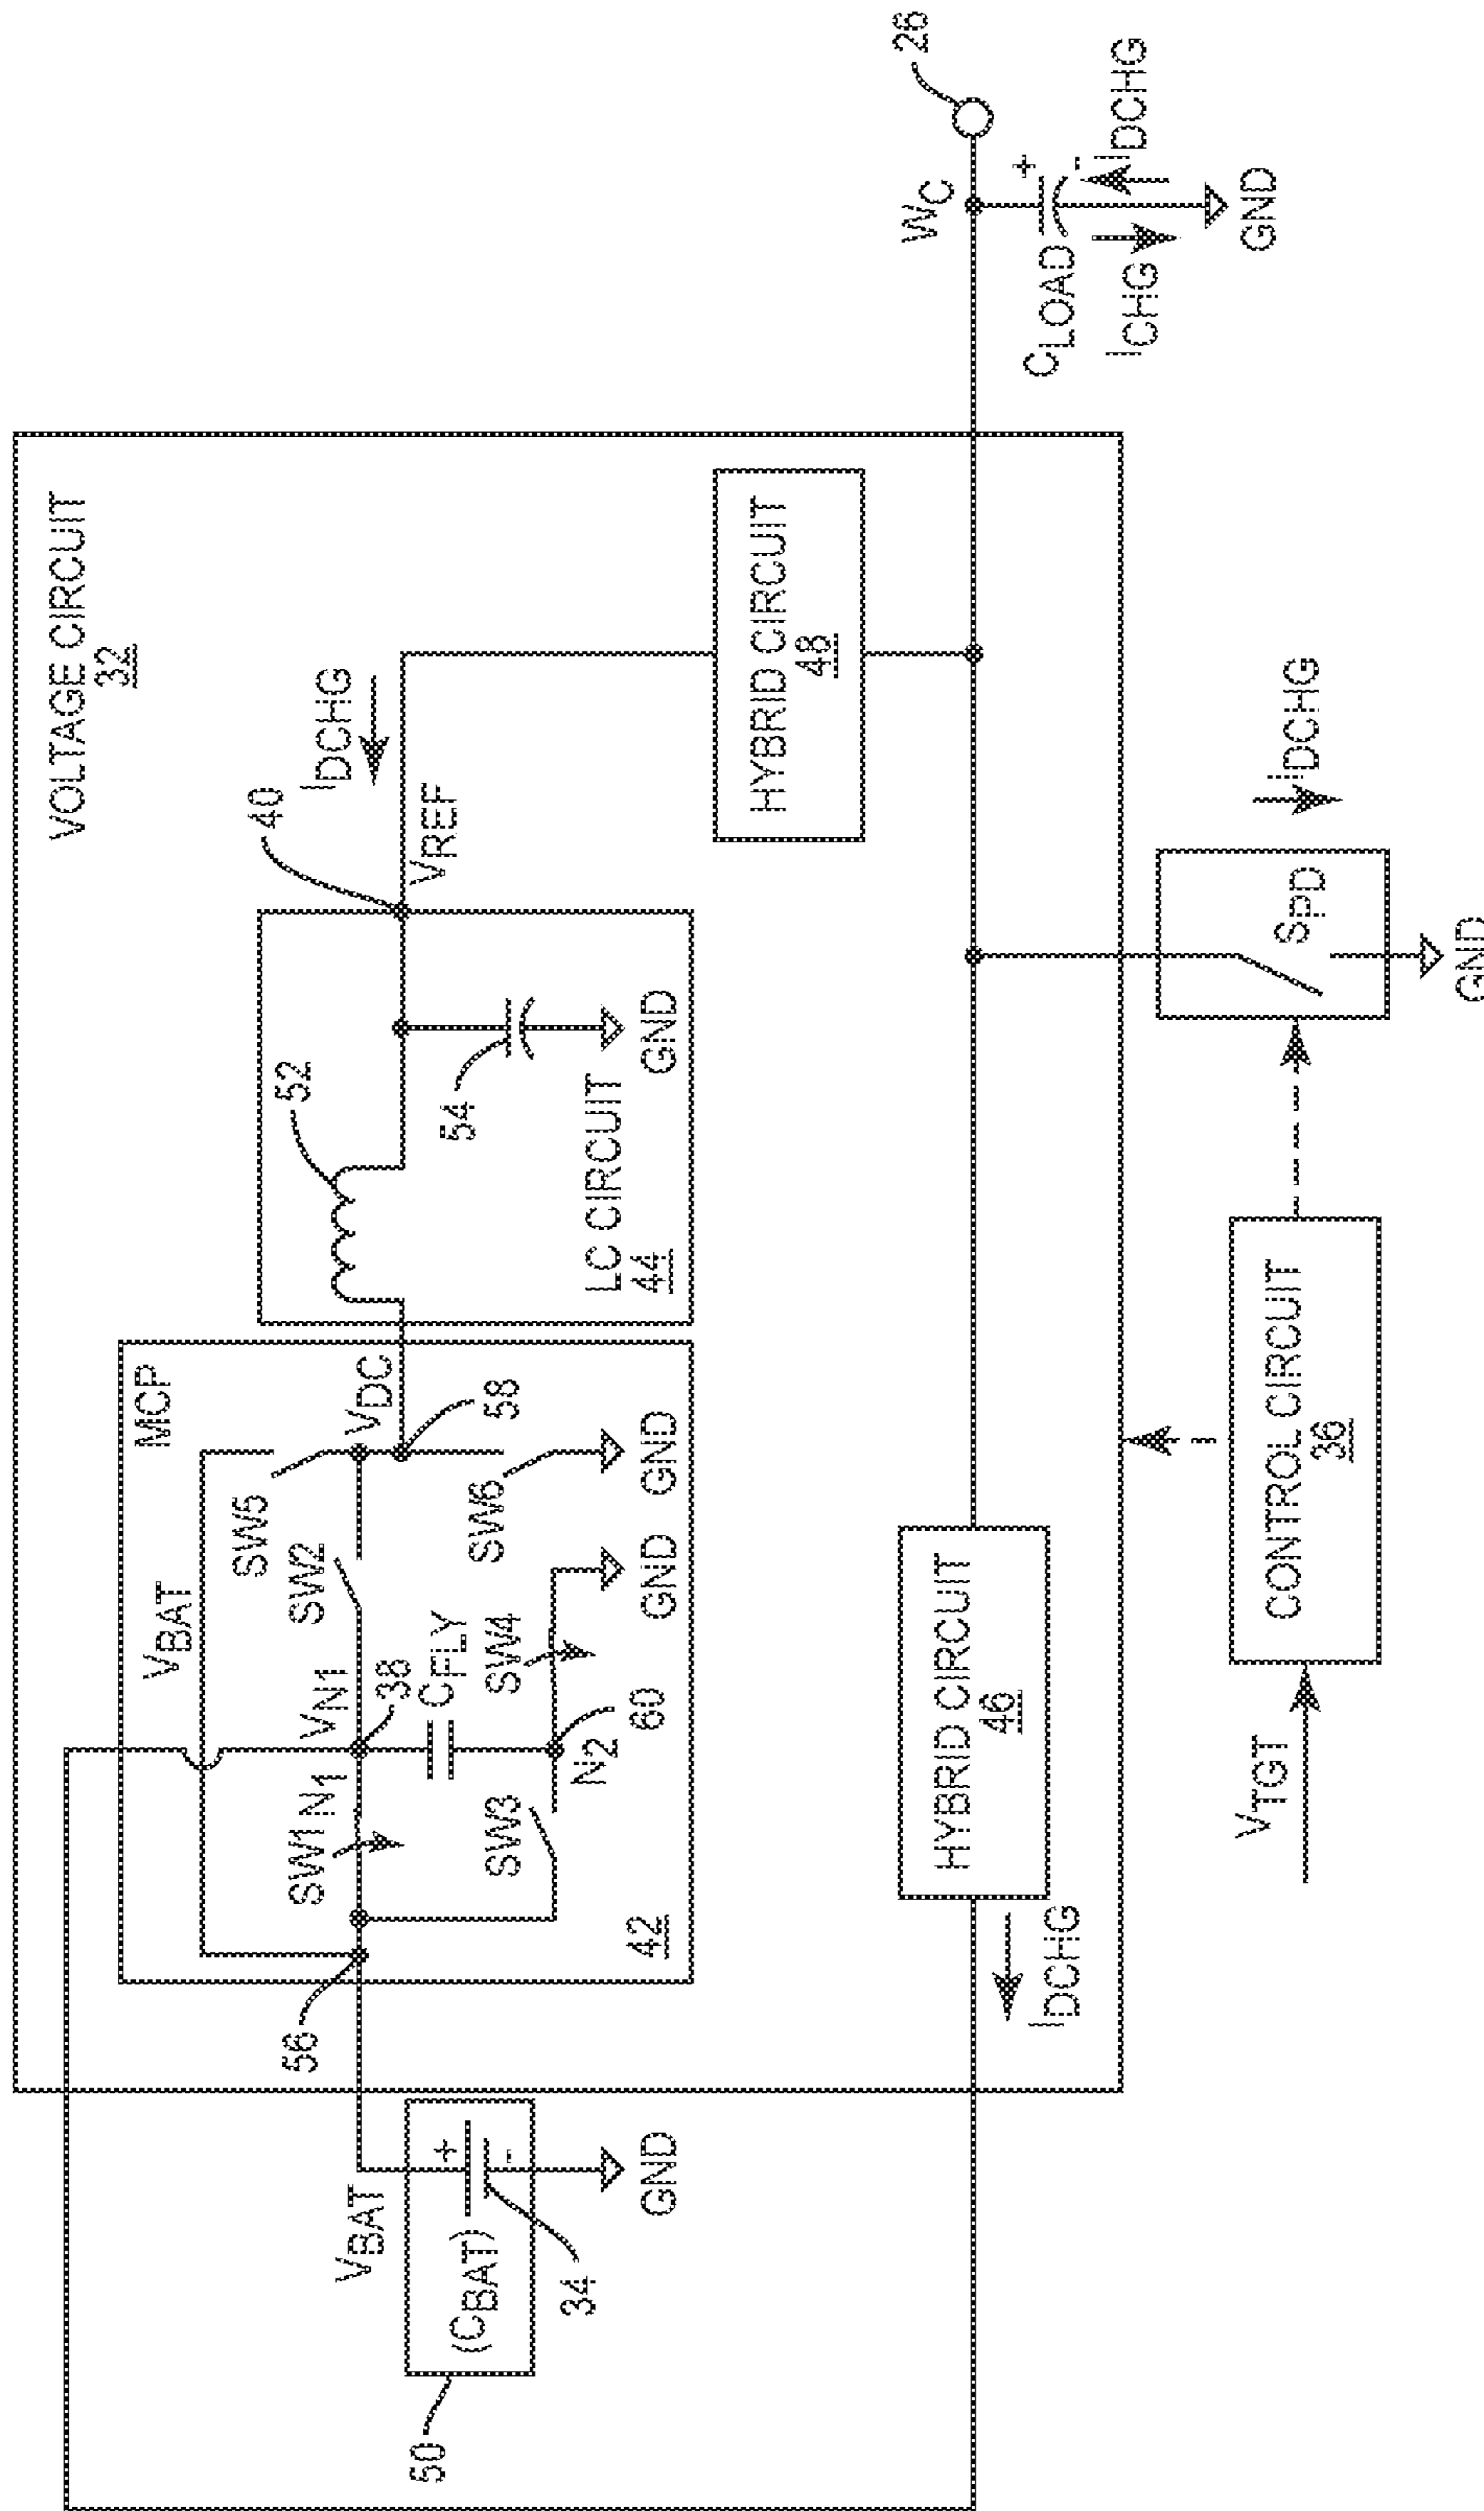 VOLTAGE CIRCUIT
32
MCP
VBAT
SW5
VDC
SW2
58
SW6
GND
VN1
38
CFLY
SW1
N1
SW4
60
N2
SW3
GND
42
56
52
54
GND
LC CIRCUIT
44
40
VREF
IDCHG
HYBRID CIRCUIT
48
VBAT
(CBAT)
+
-
34
50
GND
HYBRID CIRCUIT
46
IDCHG
WC
26
+
-
CLOAD
ICHG
IDCHG
GND
VTGT
CONTROL CIRCUIT
36
SPD
iDCHG
GND